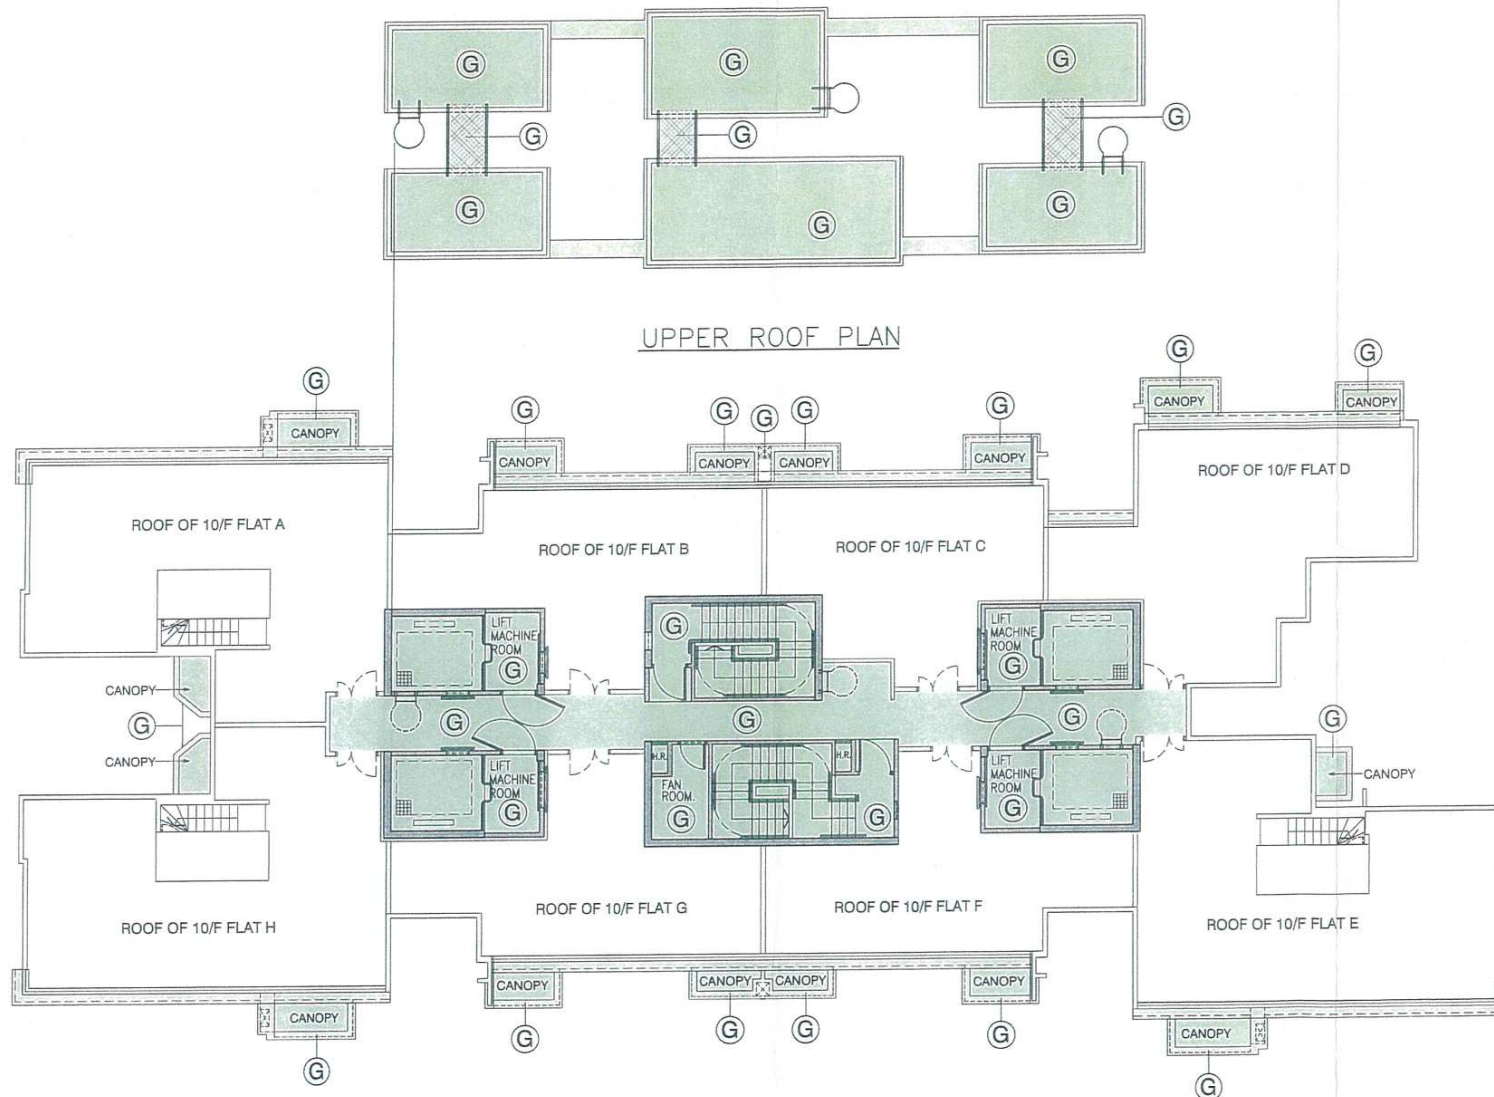 G
G
G
G
G
G
G
G
G
UPPER ROOF PLAN
G
G
G
CANOPY
CANOPY
G
G
G
G
G
CANOPY
CANOPY
CANOPY
CANOPY
CANOPY
ROOF OF 10/F FLAT D
ROOF OF 10/F FLAT A
ROOF OF 10/F FLAT B
ROOF OF 10/F FLAT C
LIFT
MACHINE
ROOM
G
G
LIFT
MACHINE
ROOM
G
CANOPY
G
CANOPY
G
G
G
G
CANOPY
H.R.
H.R.
LIFT
MACHINE
ROOM
G
FAN
ROOM.
G
G
LIFT
MACHINE
ROOM
G
ROOF OF 10/F FLAT H
ROOF OF 10/F FLAT G
ROOF OF 10/F FLAT F
ROOF OF 10/F FLAT E
CANOPY
CANOPY
CANOPY
CANOPY
CANOPY
CANOPY
G
G
G
G
G
G